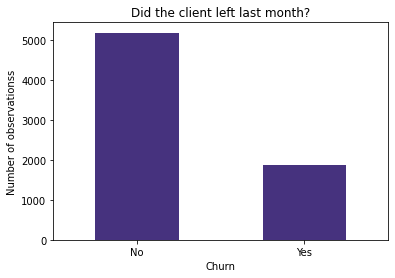 Did the client left last month?
Number of observationss
5000
4000
3000
2000
1000
0
No
Yes
Churn